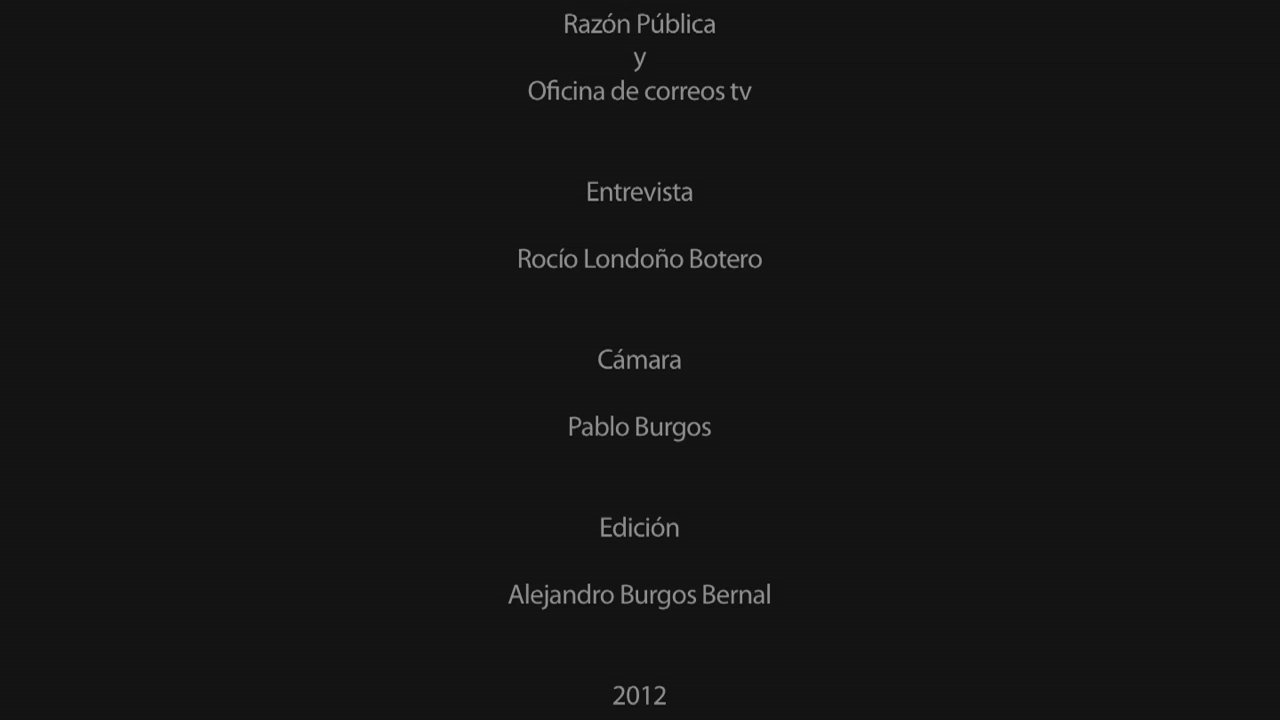 Razón Pública
y
Oficina de correos tv
Entrevista
Rocío Londoño Botero
Cámara
Pablo Burgos
Edición
Alejandro Burgos Bernal
2012